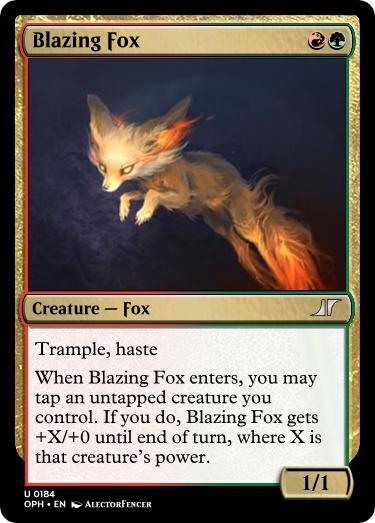 Blazing Fox
Creature — Fox
Trample, haste
When Blazing Fox enters, you may
tap an untapped creature you
control. If you do, Blazing Fox gets
+X/+0 until end of turn, where X is
that creature's power.
1/1
U 0184
OPH • EN AlectorFencer